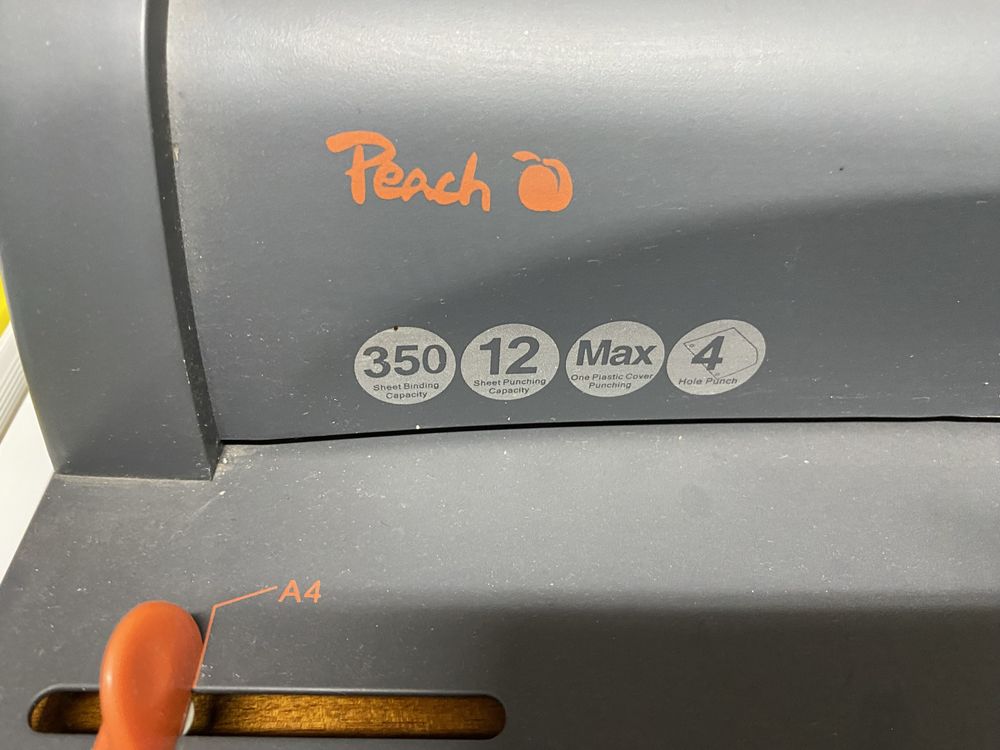 Peach
350
Sheet Binding
Capacity
12
Sheet Punching
Capacity
Max
One Plastic Cover
Punching
4
Hole Punch
A4